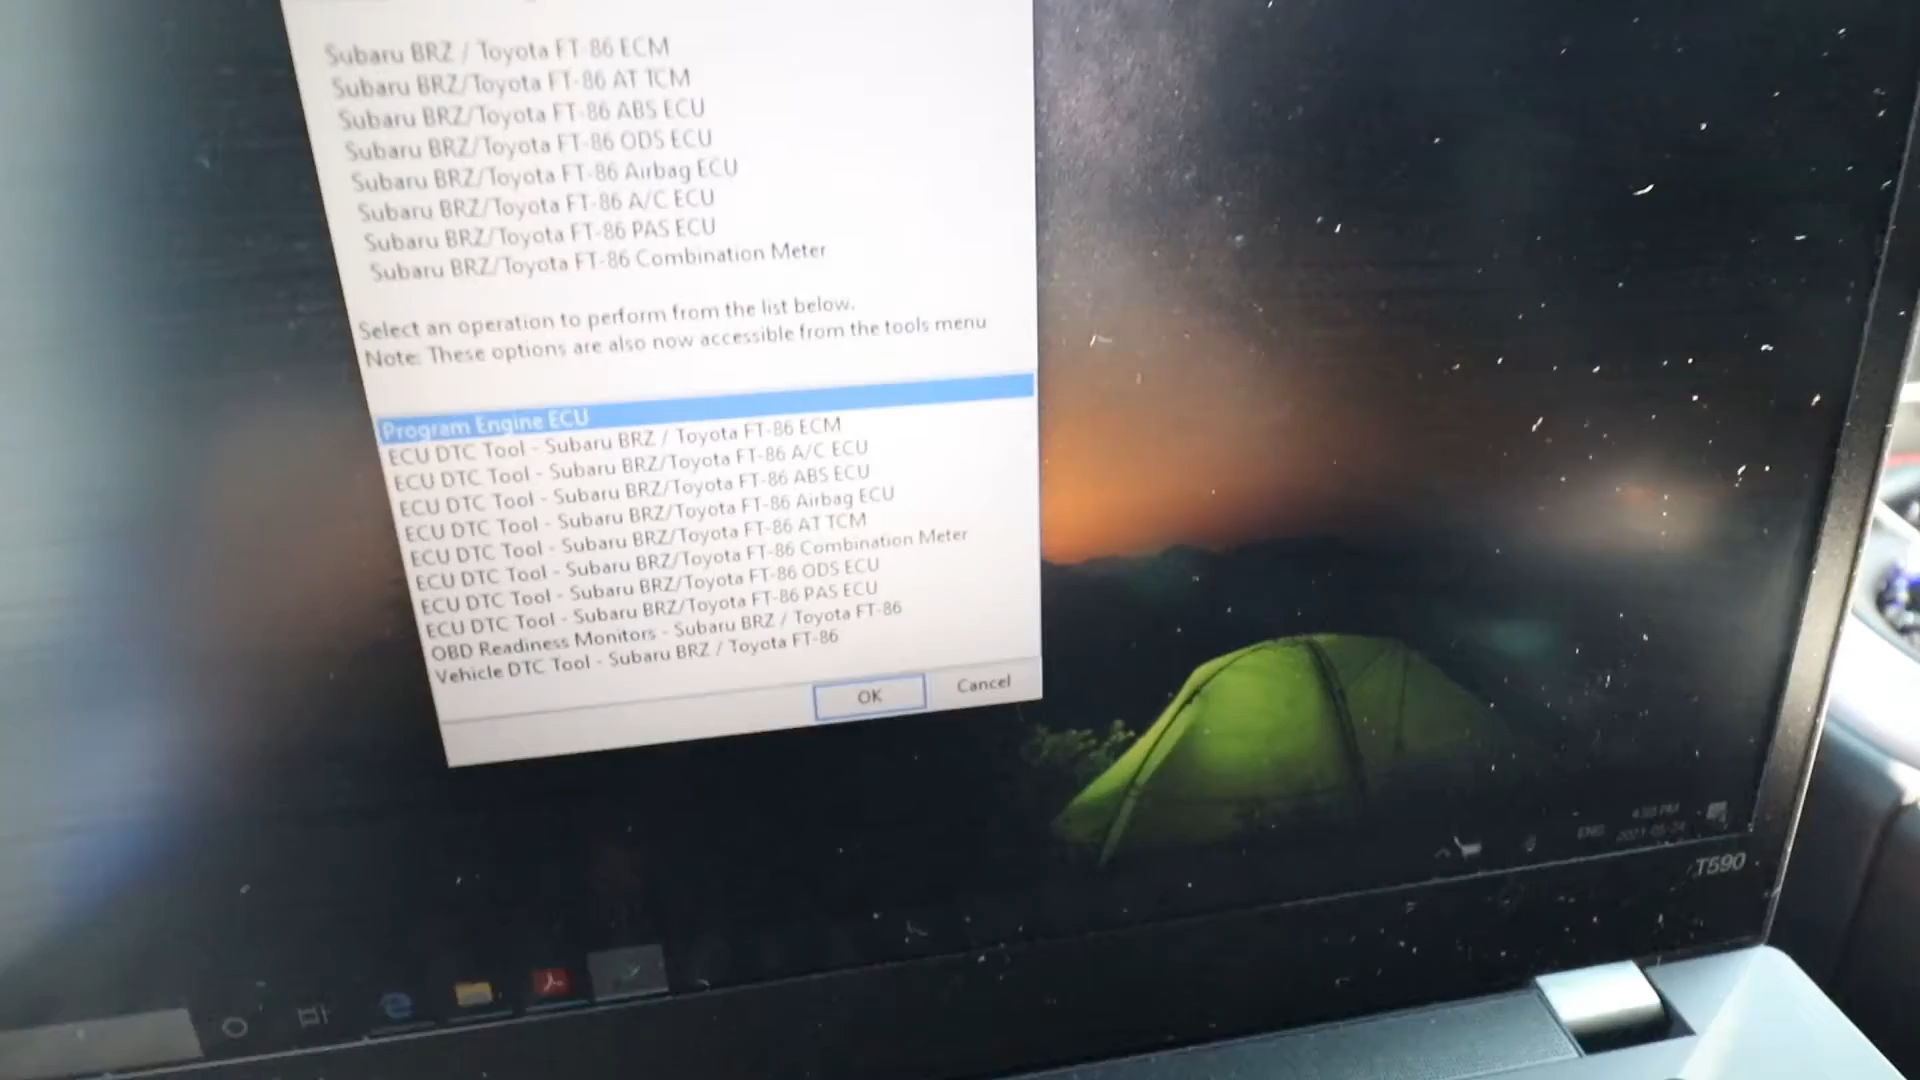 Subaru BRZ / Toyota FT-86 ECM
Subaru BRZ/Toyota FT-86 AT TCM
Subaru BRZ/Toyota FT-86 ABS ECU
Subaru BRZ/Toyota FT-86 ODS ECU
Subaru BRZ/Toyota FT-86 Airbag ECU
Subaru BRZ/Toyota FT-86 A/C ECU
Subaru BRZ/Toyota FT-86 PAS ECU
Subaru BRZ/Toyota FT-86 Combination Meter
Select an operation to perform from the list below.
Note: These options are also now accessible from the tools menu
Program Engine ECU
ECU DTC Tool - Subaru BRZ / Toyota FT-86 ECM
ECU DTC Tool - Subaru BRZ/Toyota FT-86 A/C ECU
ECU DTC Tool - Subaru BRZ/Toyota FT-86 ABS ECU
ECU DTC Tool - Subaru BRZ/Toyota FT-86 Airbag ECU
ECU DTC Tool - Subaru BRZ/Toyota FT-86 AT TCM
ECU DTC Tool - Subaru BRZ/Toyota FT-86 Combination Meter
ECU DTC Tool - Subaru BRZ/Toyota FT-86 ODS ECU
ECU DTC Tool - Subaru BRZ/Toyota FT-86 PAS ECU
OBD Readiness Monitors - Subaru BRZ / Toyota FT-86
Vehicle DTC Tool - Subaru BRZ / Toyota FT-86
OK
Cancel
ENG
T590